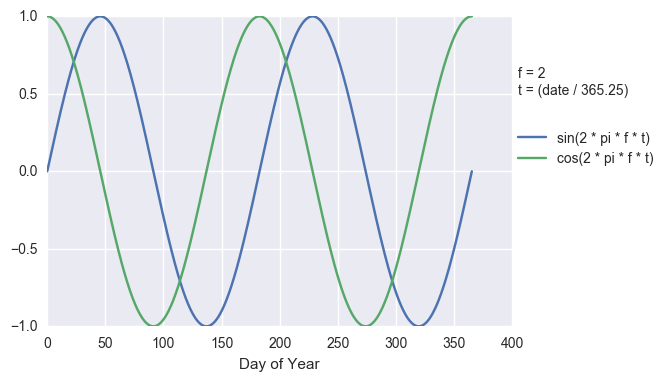 1.0
0.5
0.0
−0.5
−1.0
0 50 100 150 200 250 300 350 400
Day of Year
f = 2
t = (date / 365.25)
sin(2 * pi * f * t)
cos(2 * pi * f * t)